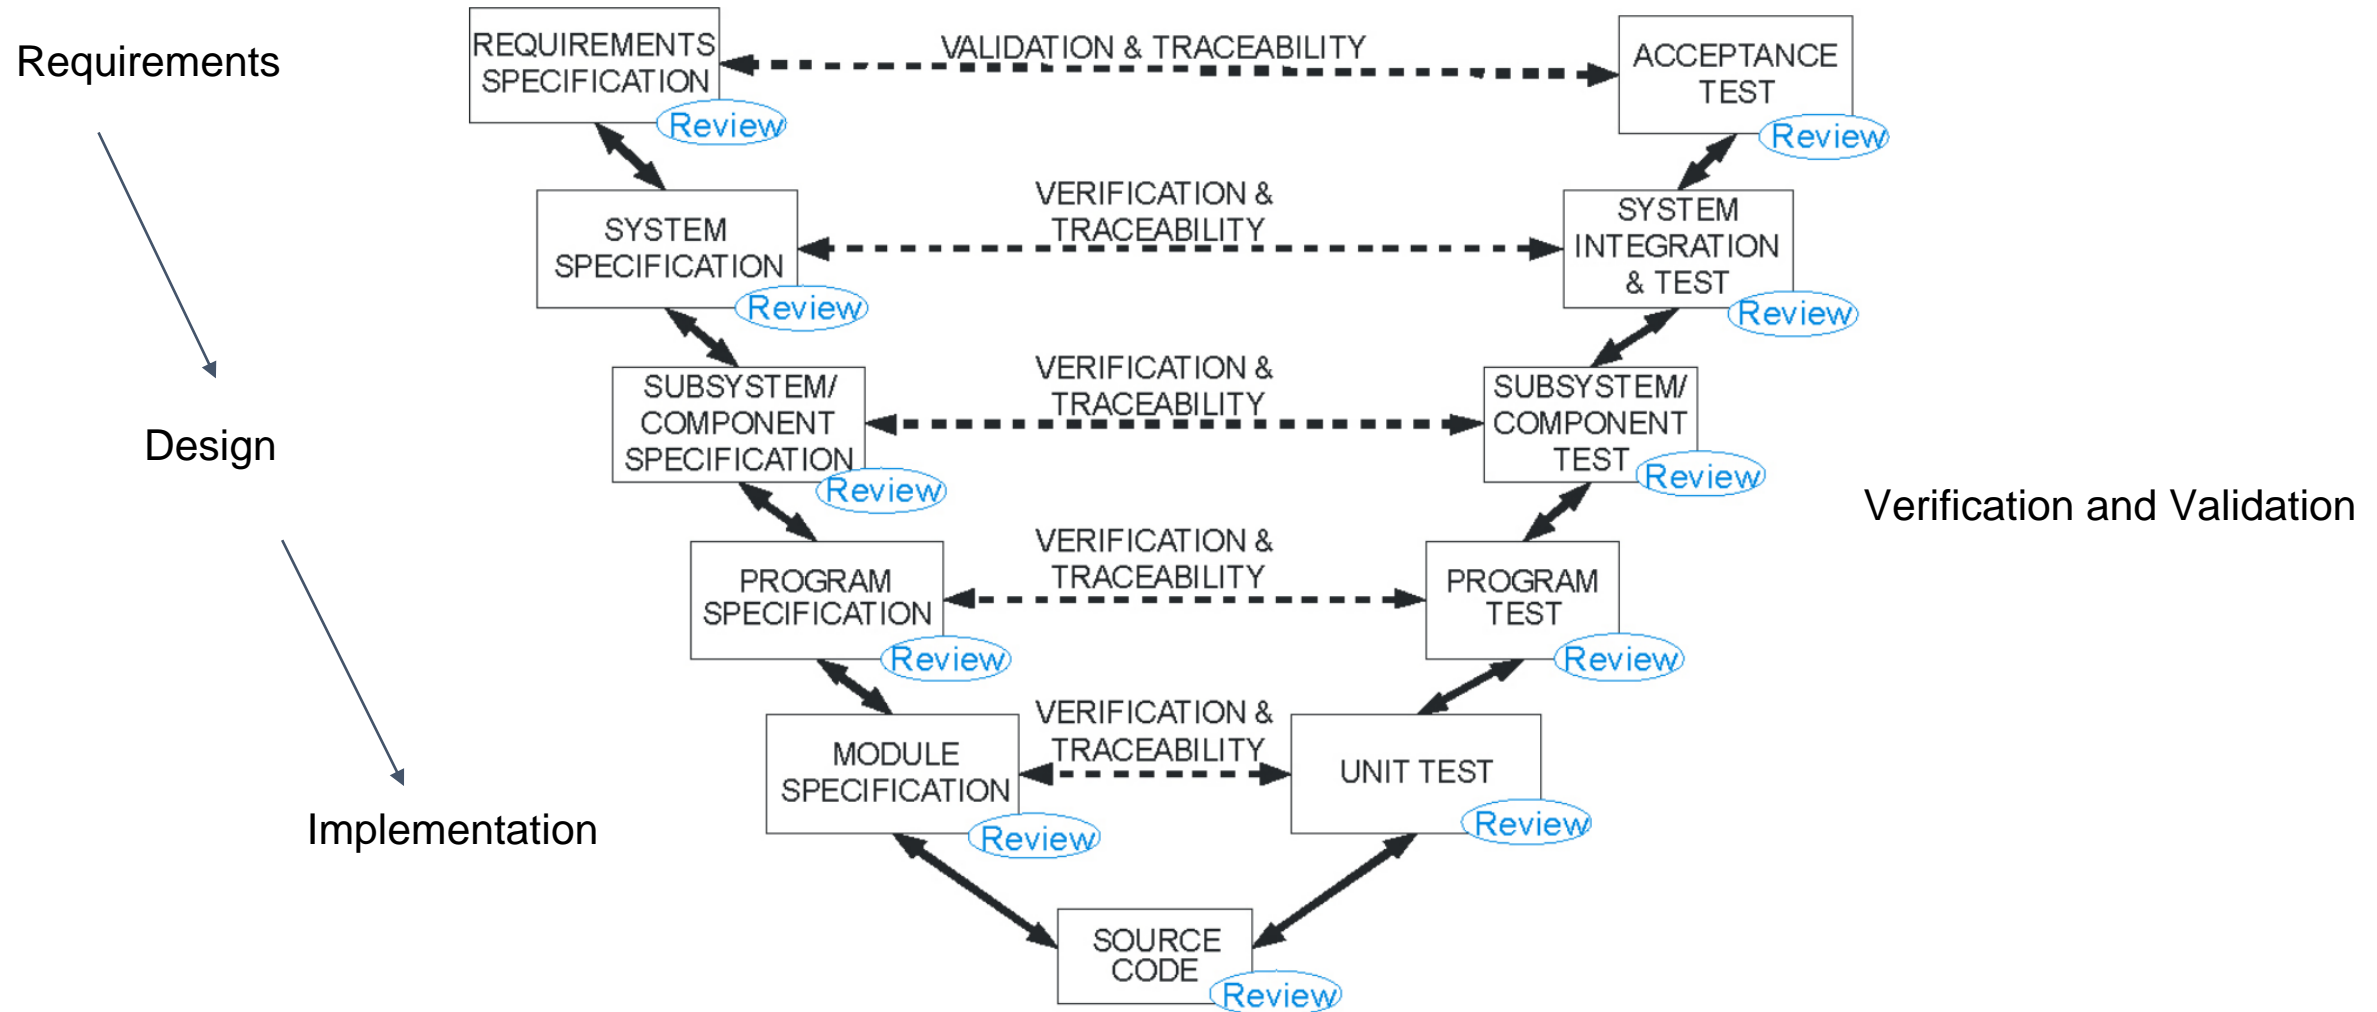 Requirements
REQUIREMENTS
SPECIFICATION
Review
VALIDATION & TRACEABILITY
ACCEPTANCE
TEST
Review
SYSTEM
SPECIFICATION
Review
VERIFICATION &
TRACEABILITY
SYSTEM
INTEGRATION
& TEST
Review
Design
SUBSYSTEM/
COMPONENT
SPECIFICATION
Review
VERIFICATION &
TRACEABILITY
SUBSYSTEM/
COMPONENT
TEST
Review
Verification and Validation
PROGRAM
SPECIFICATION
Review
VERIFICATION &
TRACEABILITY
PROGRAM
TEST
Review
Implementation
MODULE
SPECIFICATION
Review
VERIFICATION &
TRACEABILITY
UNIT TEST
Review
SOURCE
CODE
Review